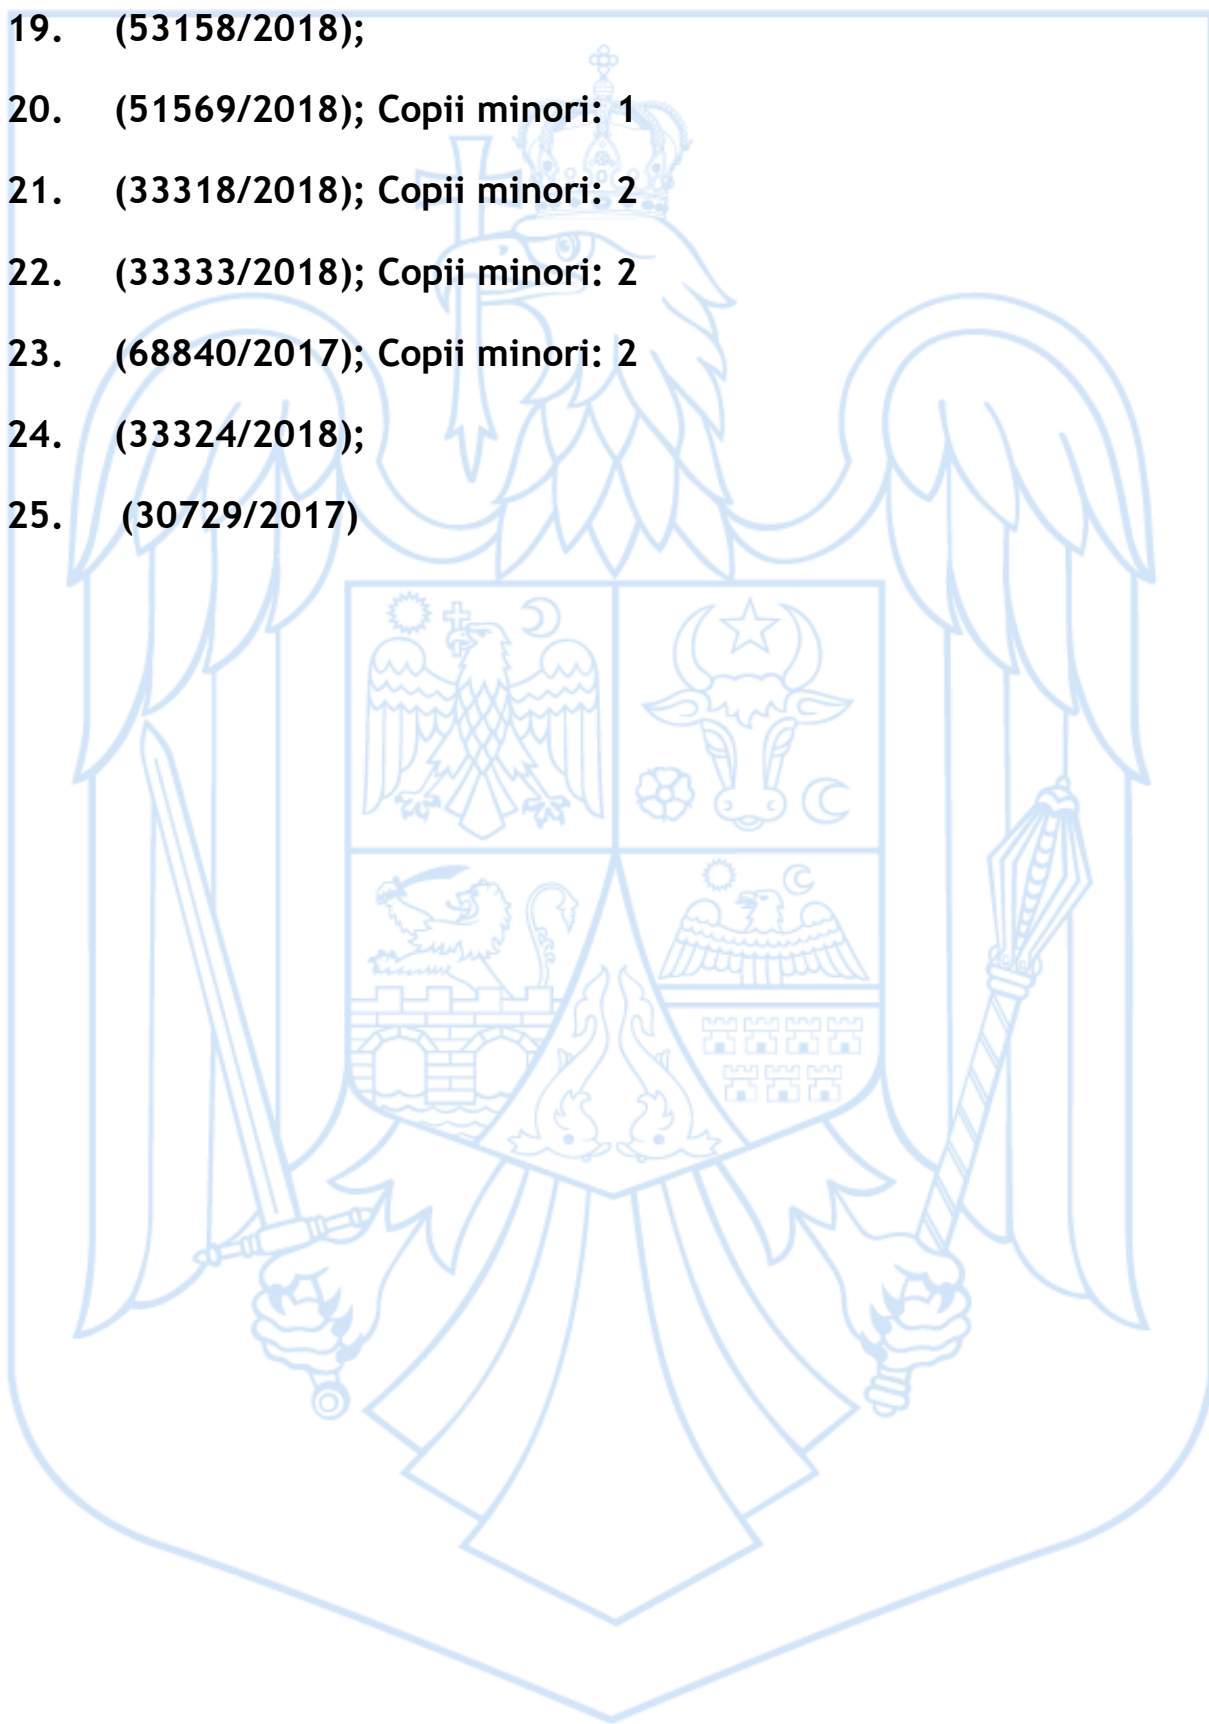 19. (53158/2018);
20. (51569/2018); Copii minori: 1
21. (33318/2018); Copii minori: 2
22. (33333/2018); Copii minori: 2
23. (68840/2017); Copii minori: 2
24. (33324/2018);
25. (30729/2017)